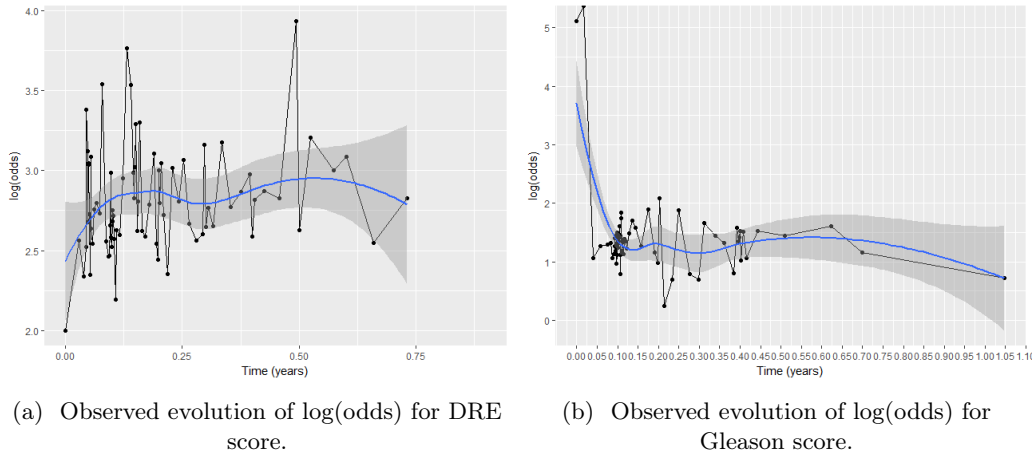 4.0
3.5
3.0
2.5
2.0
log(odds)
0.00 0.25 0.50 0.75
Time (years)
5
4
3
2
1
0
log(odds)
0.00 0.05 0.10 0.15 0.20 0.25 0.30 0.35 0.40 0.45 0.50 0.55 0.60 0.65 0.70 0.75 0.80 0.85 0.90 0.95 1.00 1.05 1.10
Time (years)
(a) Observed evolution of log(odds) for DRE
score.
(b) Observed evolution of log(odds) for
Gleason score.